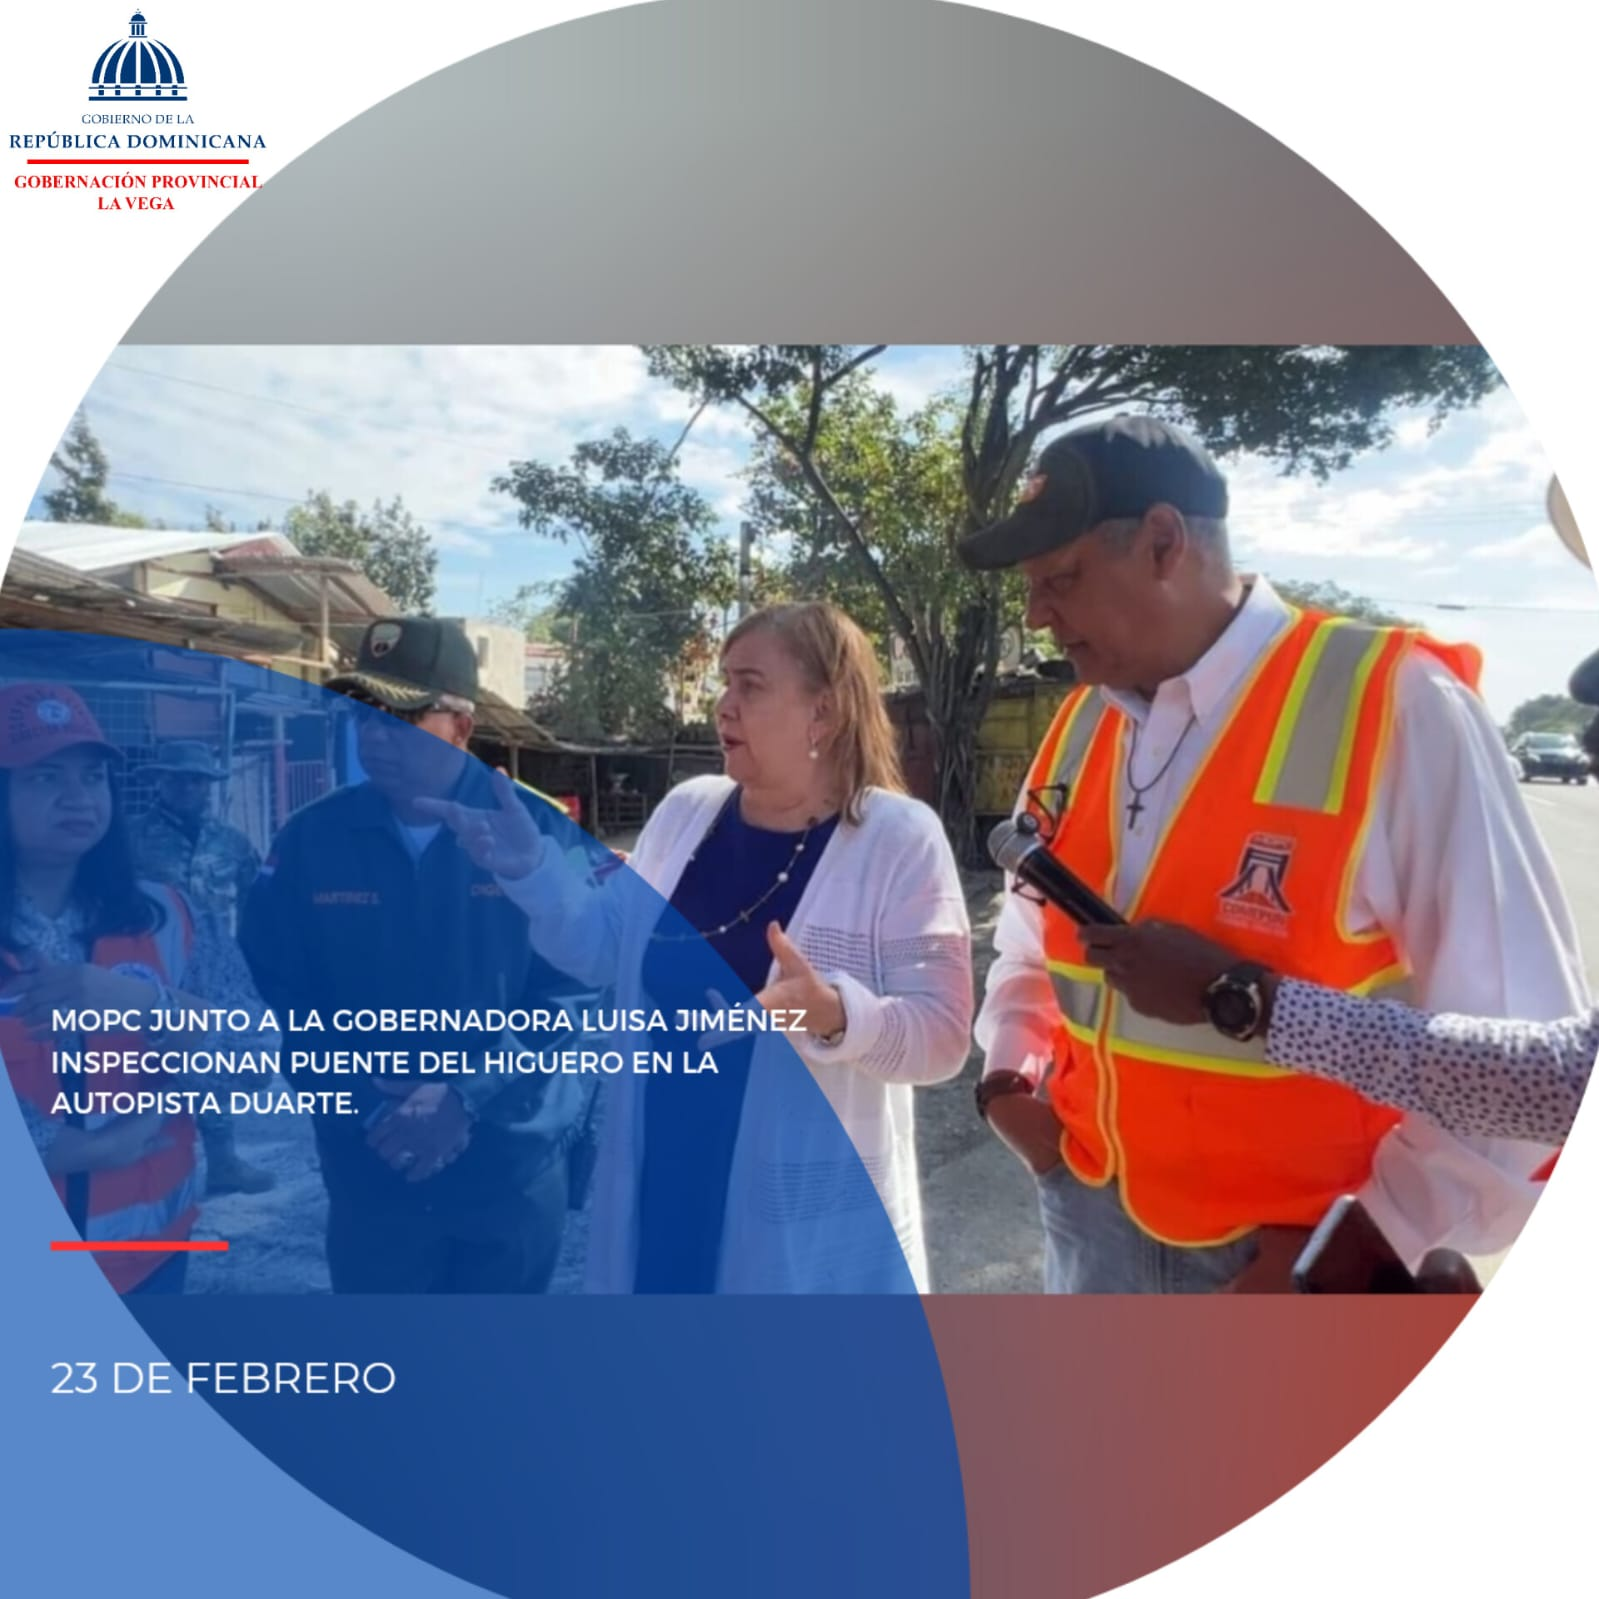 GOBIERNO DE LA
REPÚBLICA DOMINICANA
GOBERNACIÓN PROVINCIAL
LA VEGA
MARTINEZ E.
MOPC JUNTO A LA GOBERNADORA LUISA JIMÉNEZ
INSPECCIONAN PUENTE DEL HIGUERO EN LA
AUTOPISTA DUARTE.
23 DE FEBRERO